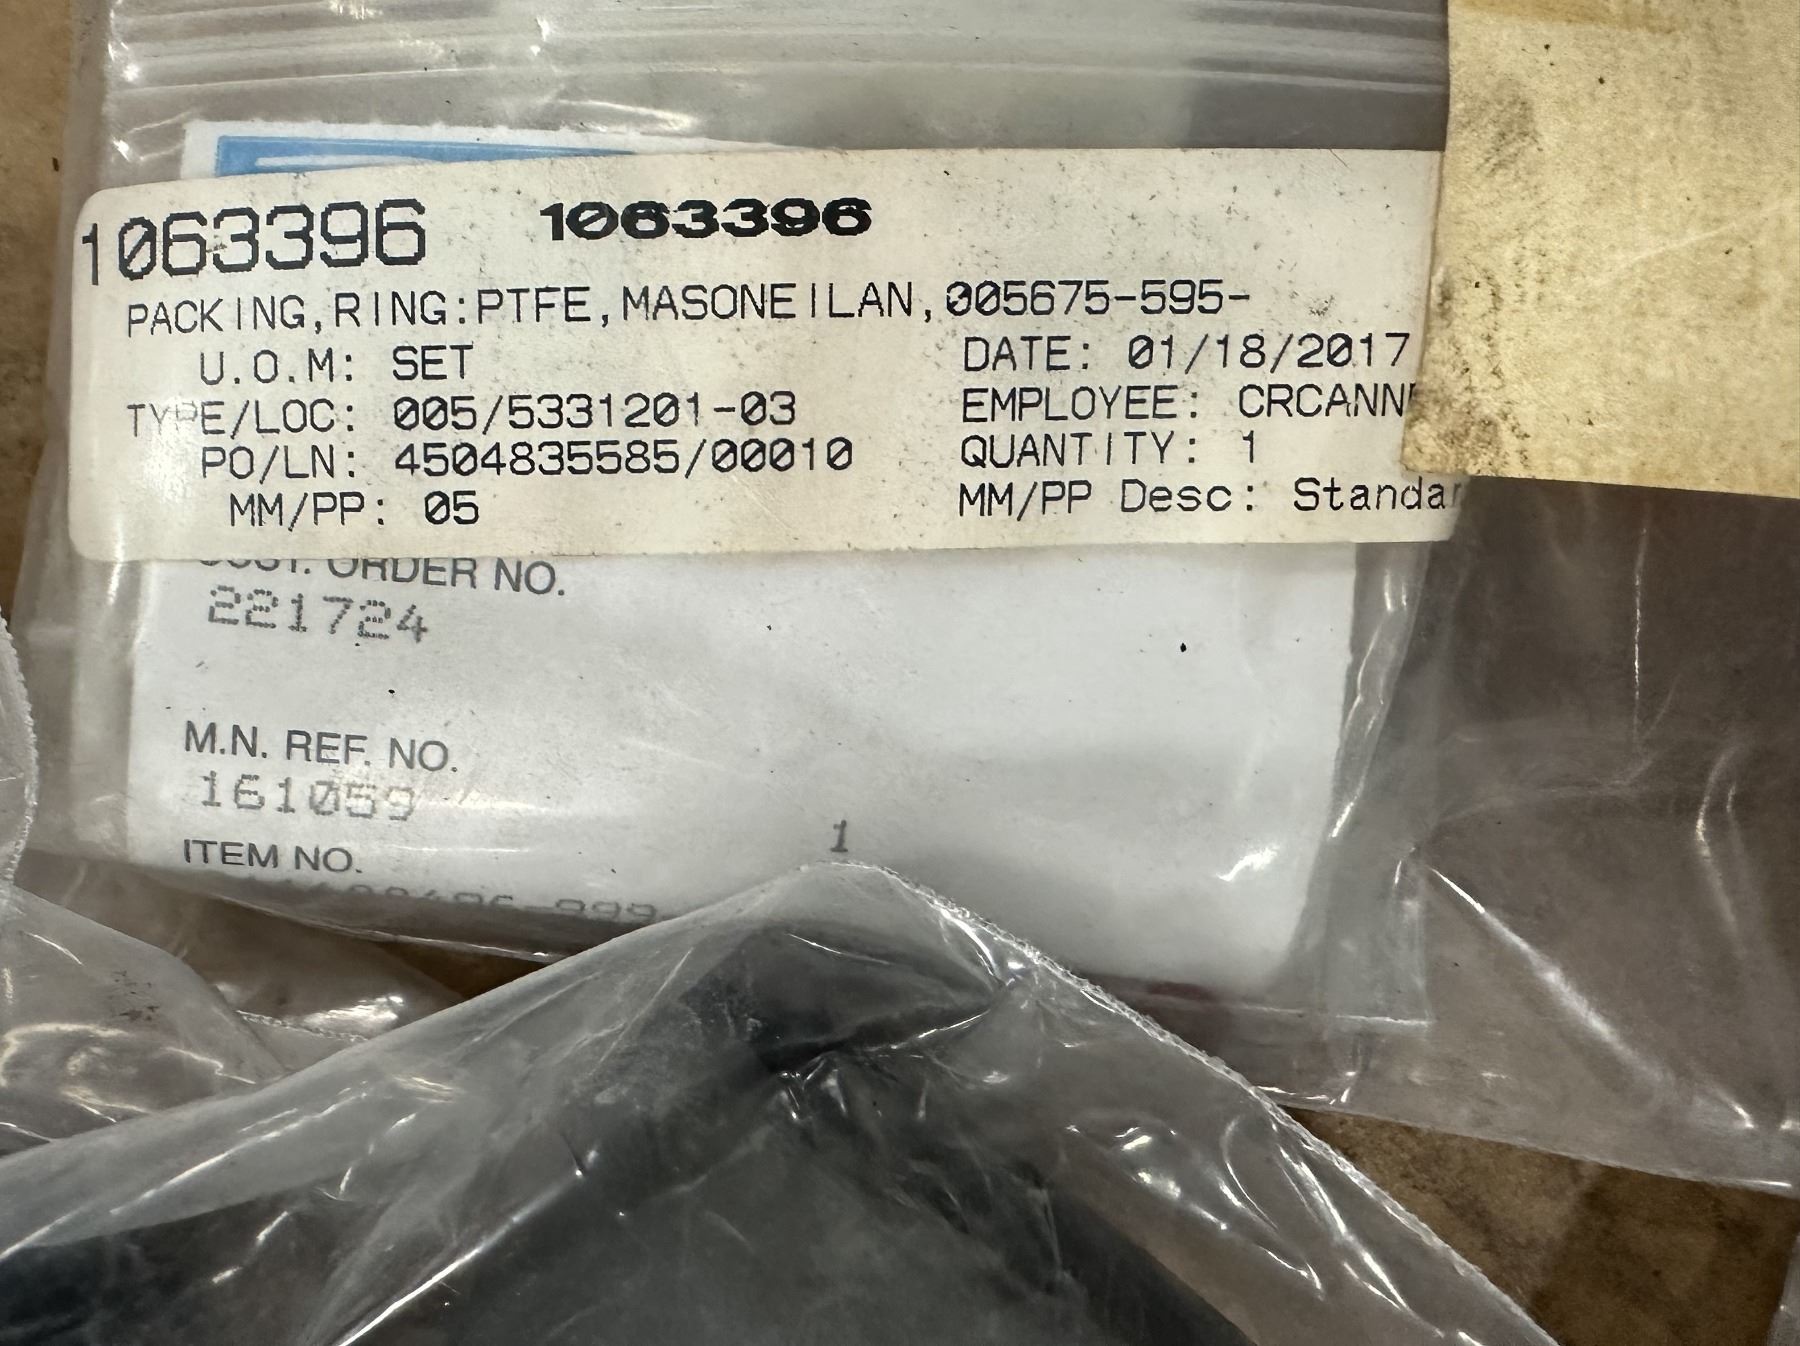 1063396 1063396
PACKING,RING:PTFE,MASONEILAN,005675-595-
U.O.M: SET DATE: 01/18/2017
TYPE/LOC: 005/5331201-03 EMPLOYEE: CRCANN
PO/LN: 4504835585/00010 QUANTITY: 1
MM/PP: 05 MM/PP Desc: Standar
CUST. ORDER NO.
221724
M.N. REF. NO.
161059
1
ITEM NO.